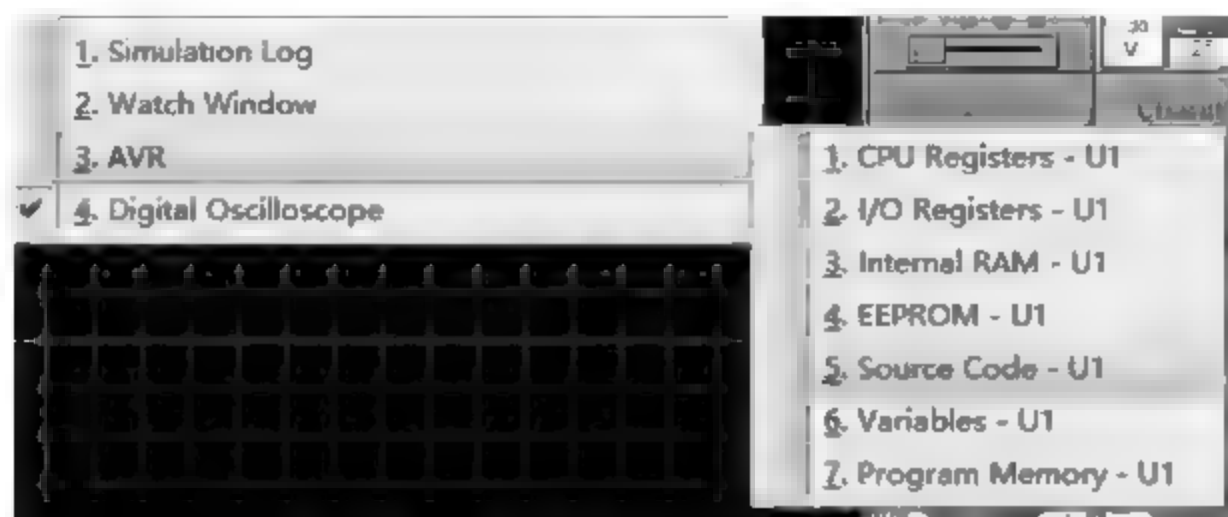 1. Simulation Log
2. Watch Window
3. AVR
4. Digital Oscilloscope
V
1. CPU Registers - U1
2. I/O Registers - U1
3. Internal RAM - U1
4. EEPROM - U1
5. Source Code - U1
6. Variables - U1
7. Program Memory - U1